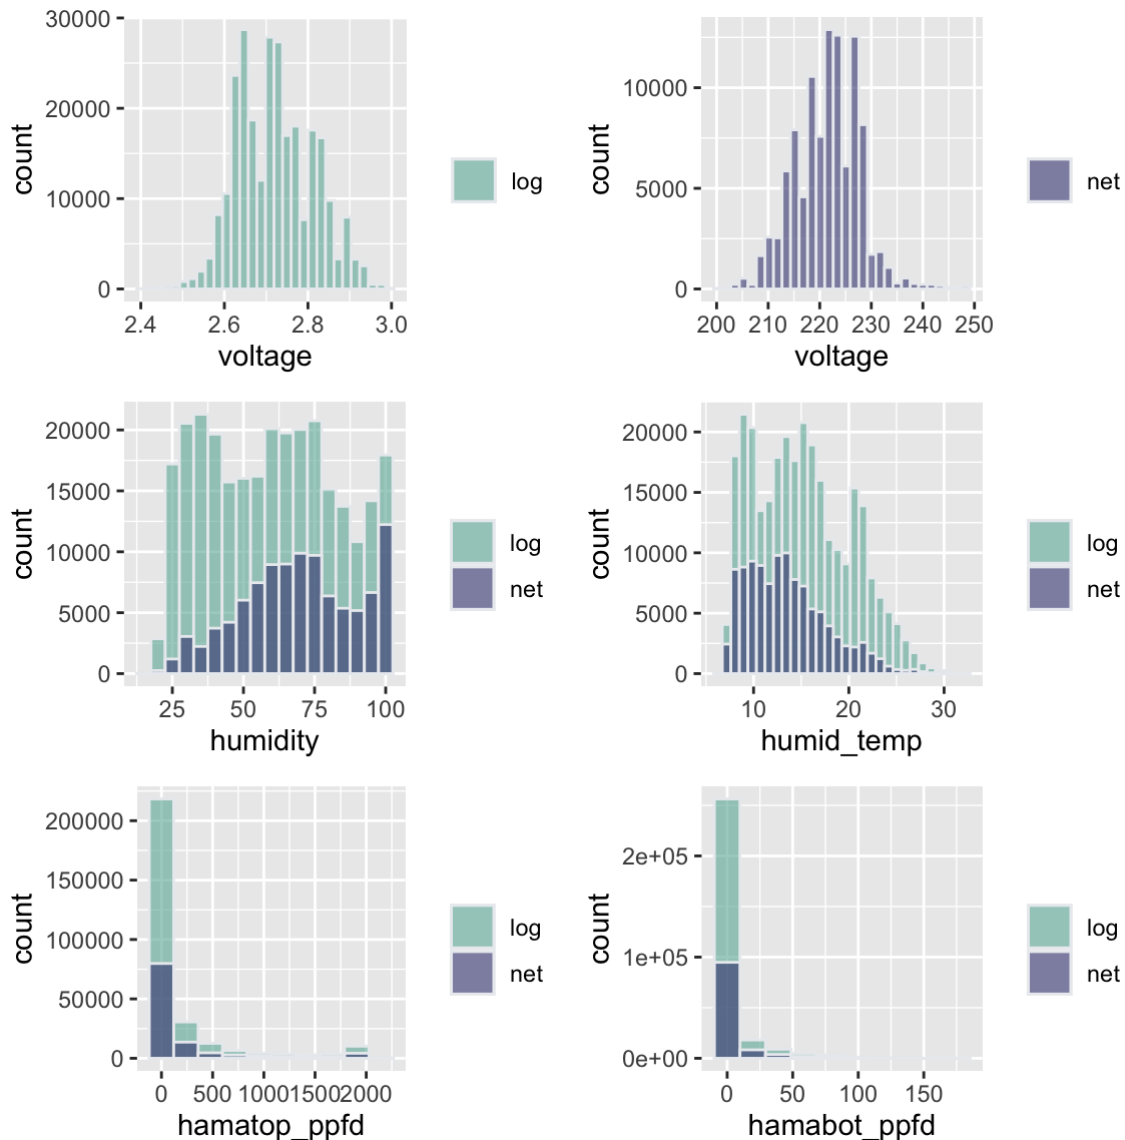 30000
20000
10000
0
count
2.4 2.6 2.8 3.0
voltage
log
10000
5000
0
count
200 210 220 230 240 250
voltage
net
20000
15000
10000
5000
0
count
25 50 75 100
humidity
log
net
20000
15000
10000
5000
0
count
10 20 30
humid_temp
log
net
200000
150000
100000
50000
0
count
0 500 1000 1500 2000
hamatop_ppfd
log
net
2e+05
1e+05
0e+00
count
0 50 100 150
hamabot_ppfd
log
net